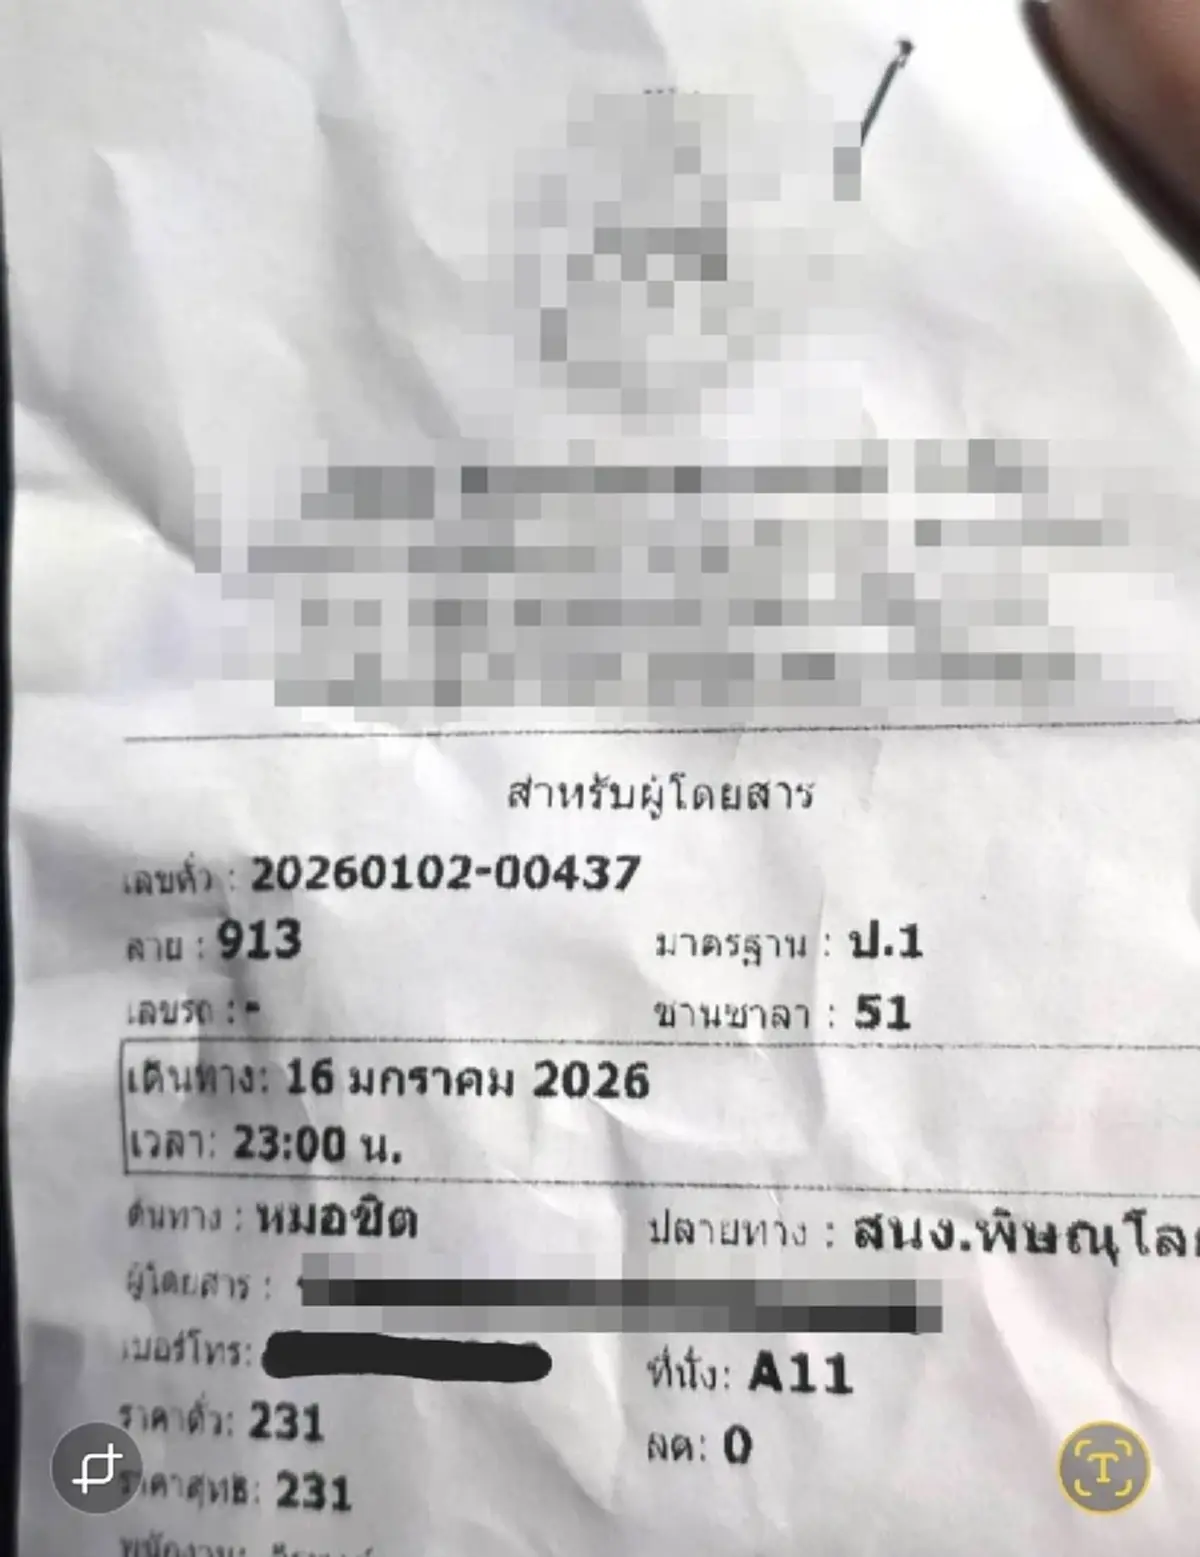 สำหรับผู้โดยสาร
เลขตั๋ว : 20260102-00437
สาย : 913 มาตรฐาน : ป.1
เลขรถ : - ชานชาลา : 51
เดินทาง: 16 มกราคม 2026
เวลา: 23:00 น.
ต้นทาง : หมอชิต ปลายทาง : สนง.พิษณุโล
ผู้โดยสาร :
เบอร์โทร: ที่นั่ง: A11
ราคาตั๋ว: 231 ลด: 0
ราคาสุทธิ: 231
พนักงาน: